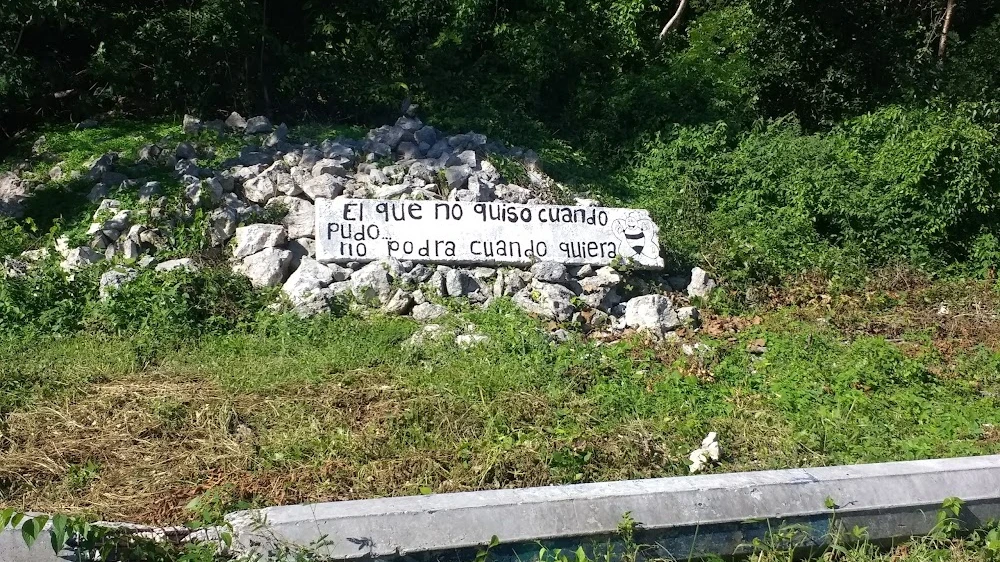 El que no quiso cuando
pudo...
no podra cuando quiera